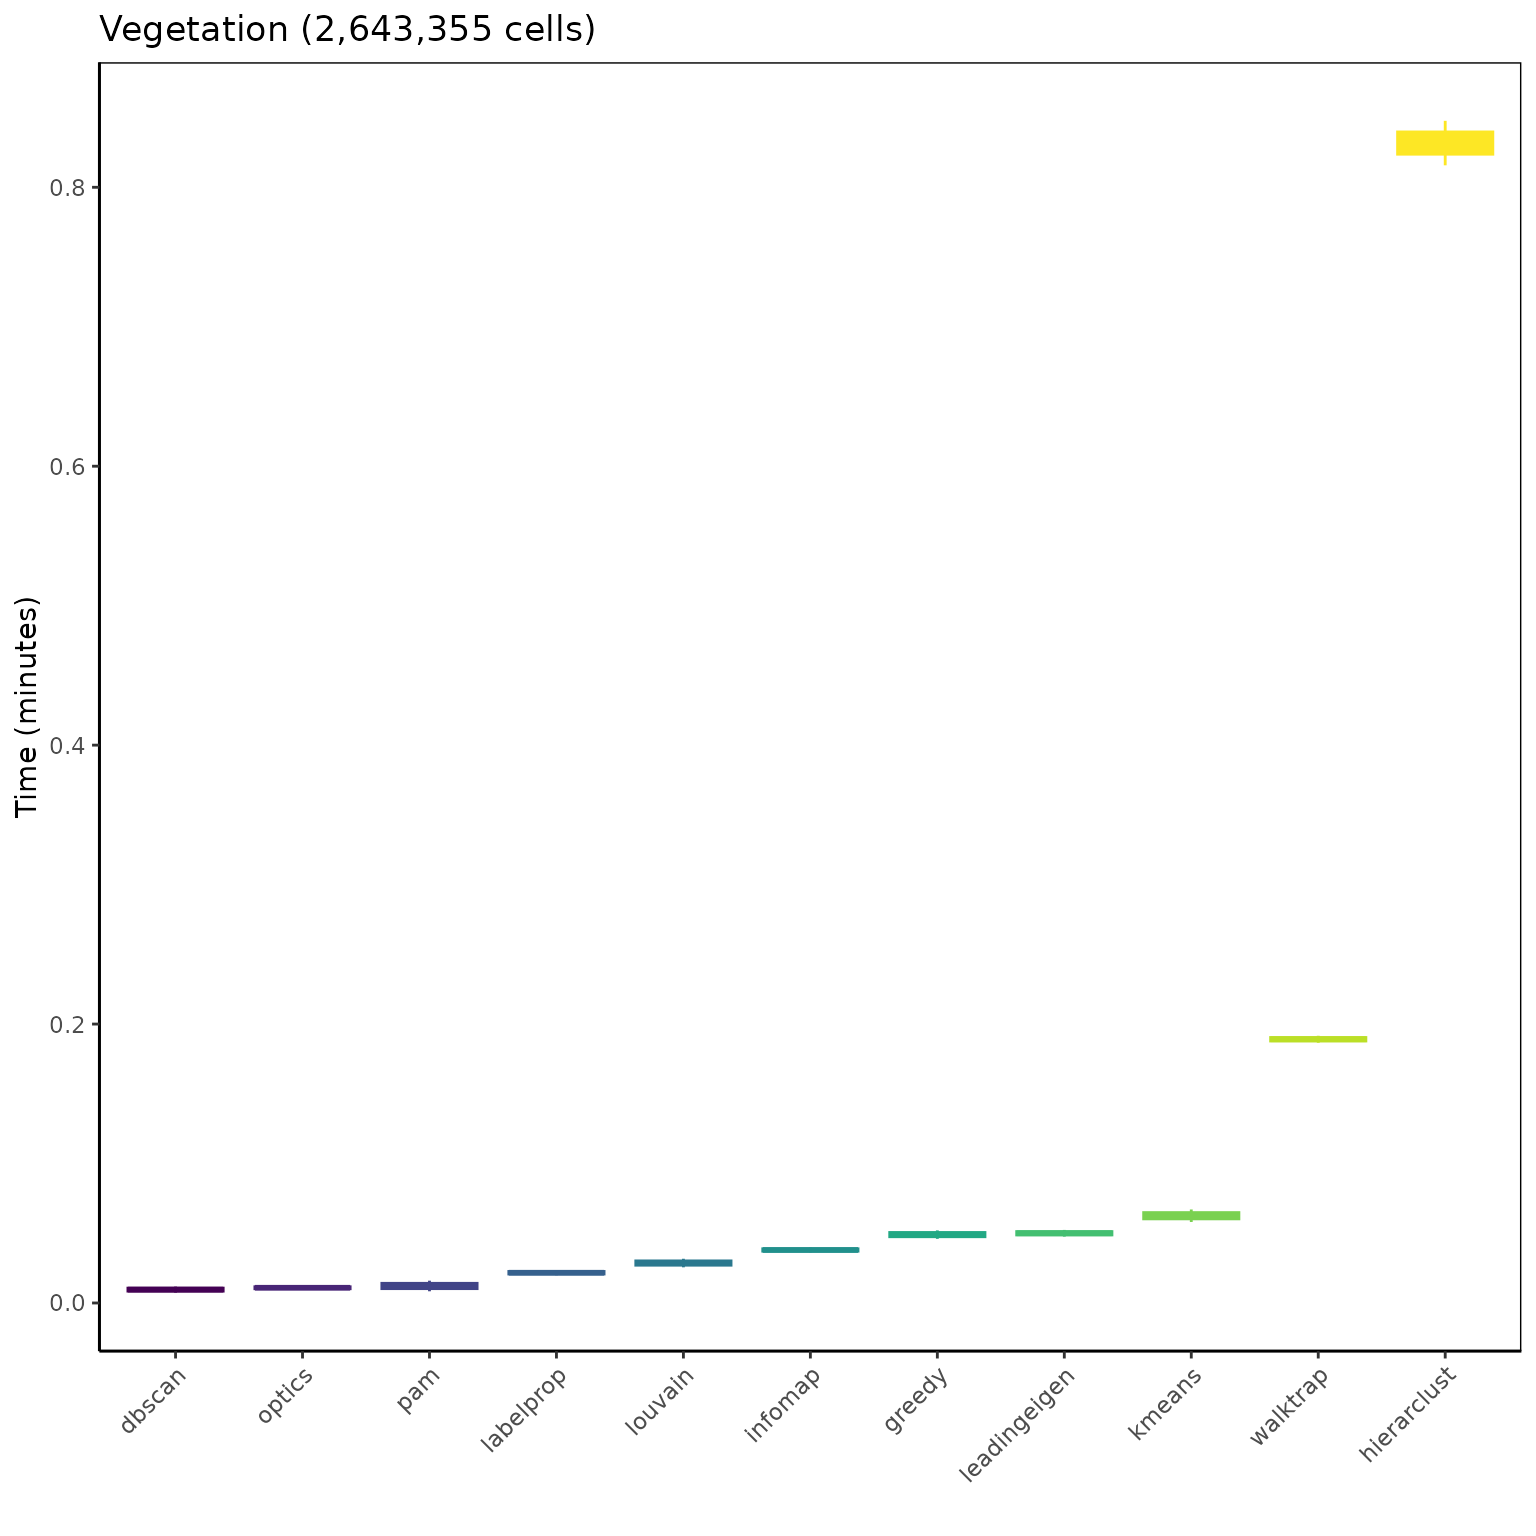 Vegetation (2,643,355 cells)
Time (minutes)
0.8
0.6
0.4
0.2
0.0
dbscan
optics
pam
labelprop
louvain
infomap
greedy
leadingeigen
kmeans
walktrap
hierarclust